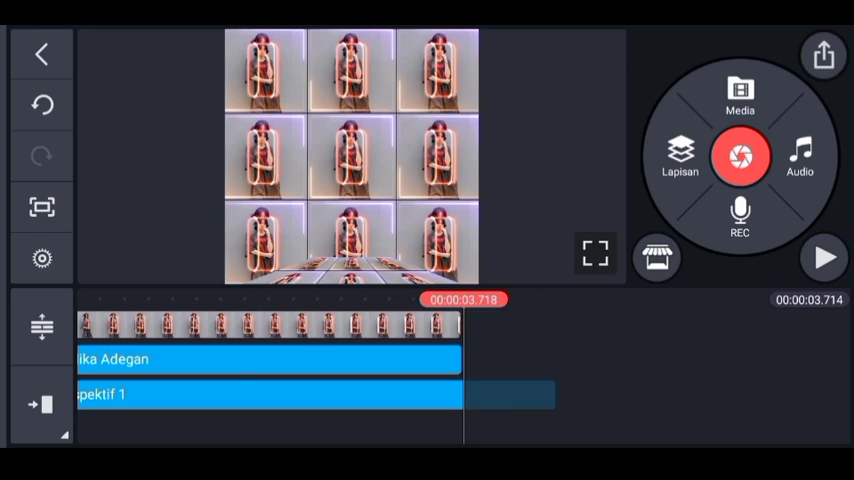 Media
Lapisan
Audio
REC
00:00:03.718
00:00:03.714
ika Adegan
spektif 1